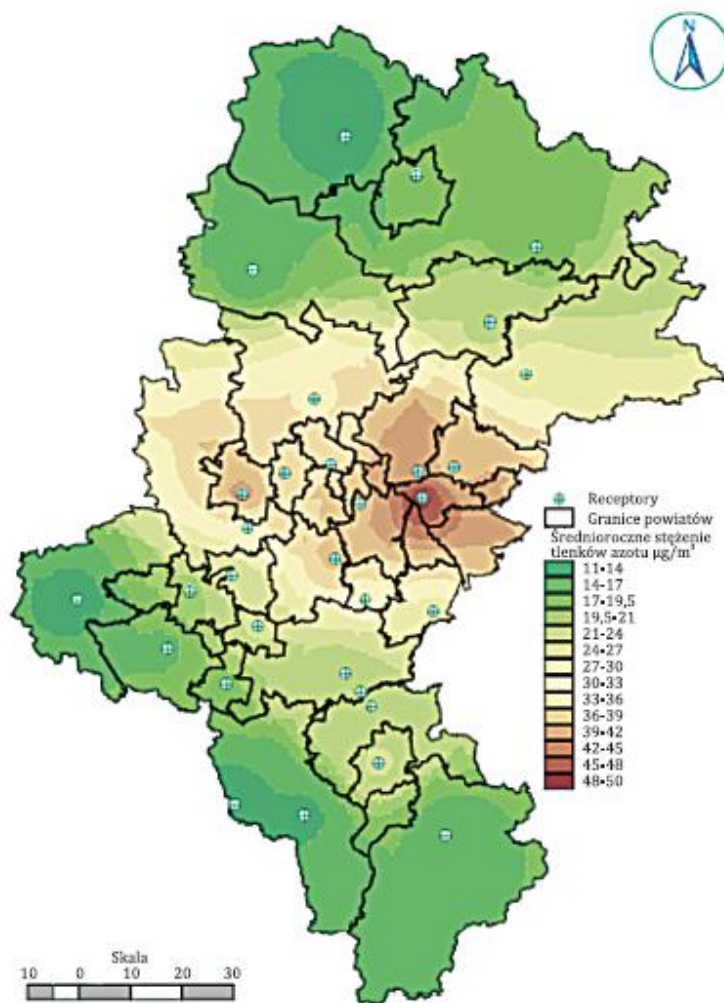 N
Receptory
Granice powiatów
Średnioroczne stężenie
tlenków azotu µg/m³
11•14
14-17
17•19,5
19,5•21
21-24
24•27
27-30
30•33
33•36
36•39
39•42
42-45
45•48
48•50
Skala
10 0 10 20 30